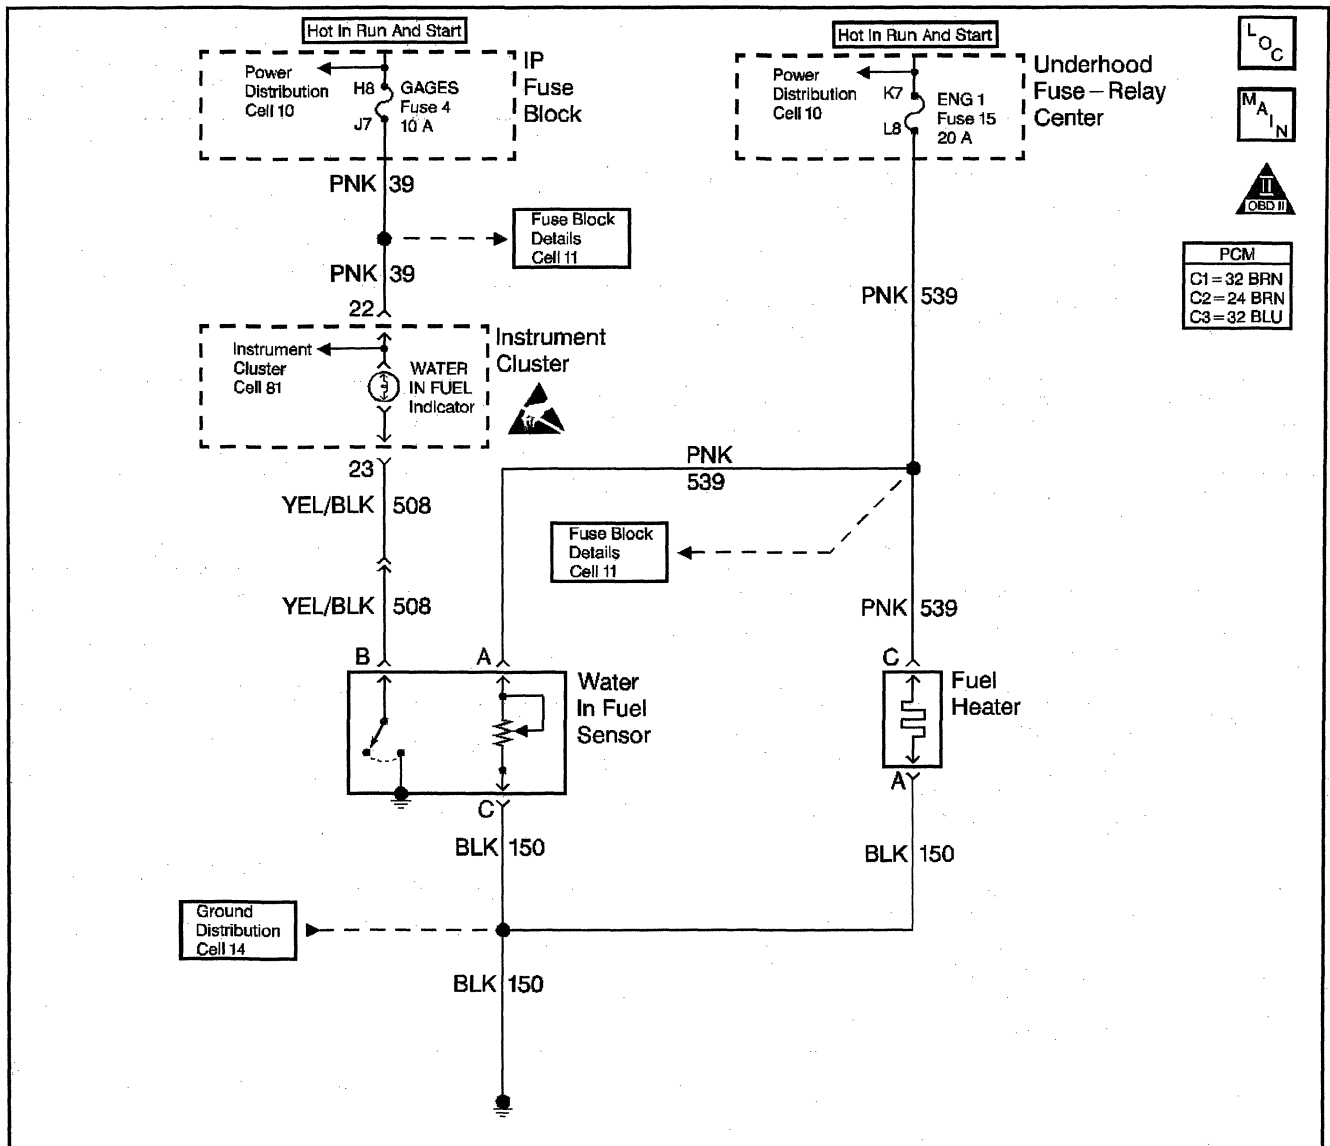 Hot In Run And Start
Power
Distribution
Cell 10
H8
J7
GAGES
Fuse 4
10 A
IP
Fuse
Block
PNK 39
Fuse Block
Details
Cell 11
PNK 39
22
Instrument
Cluster
Cell 81
WATER
IN FUEL
Indicator
Instrument
Cluster
23
YEL/BLK 508
YEL/BLK 508
B
A
Water
In Fuel
Sensor
C
BLK 150
Ground
Distribution
Cell 14
BLK 150
Hot In Run And Start
Power
Distribution
Cell 10
K7
L8
ENG 1
Fuse 15
20 A
Underhood
Fuse–Relay
Center
PNK 539
PNK
539
Fuse Block
Details
Cell 11
PNK 539
C
Fuel
Heater
A
BLK 150
LOC
MAIN
II
OBD II
PCM
C1=32 BRN
C2=24 BRN
C3=32 BLU